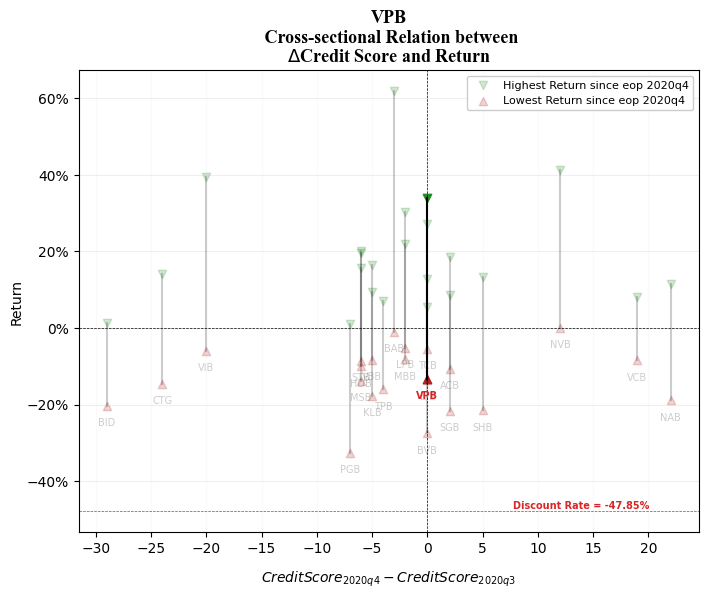 VPB
Cross-sectional Relation between
ΔCredit Score and Return
Highest Return since eop 2020q4
Lowest Return since eop 2020q4
60%
40%
20%
0%
−20%
−40%
Return
BAB
NVB
VIB
LPB
TCB
MBB
VCB
ACB
CTG
VPB
TPB
KLB
NAB
BID
SGB
SHB
BVB
PGB
Discount Rate = -47.85%
−30 −25 −20 −15 −10 −5 0 5 10 15 20
CreditScore2020q4 − CreditScore2020q3